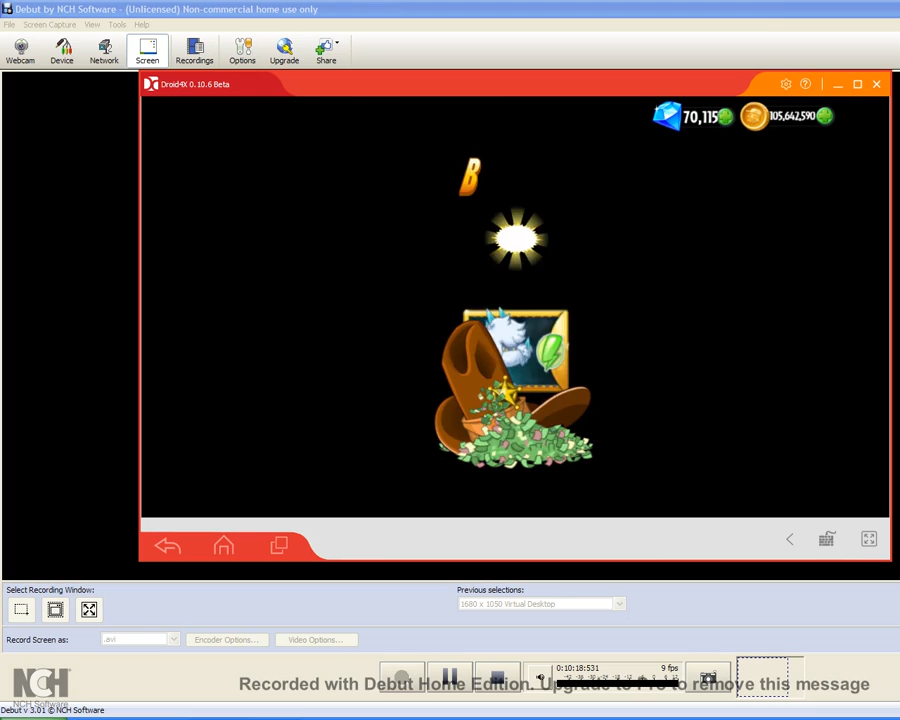 Debut by NCH Software - (Unlicensed) Non-commercial home use only
File Screen Capture View Tools Help
Webcam Device Network Screen Recordings Options Upgrade Share
Droid4X 0.10.6 Beta
70,115 105,642,590
B
Select Recording Window:
Previous selections:
1680 x 1050 Virtual Desktop
Record Screen as: .avi Encoder Options... Video Options...
0:10:18:531 9 fps
Recorded with Debut Home Edition. Upgrade to Pro to remove this message
NCH
NCH Software
Debut v 3.01 © NCH Software